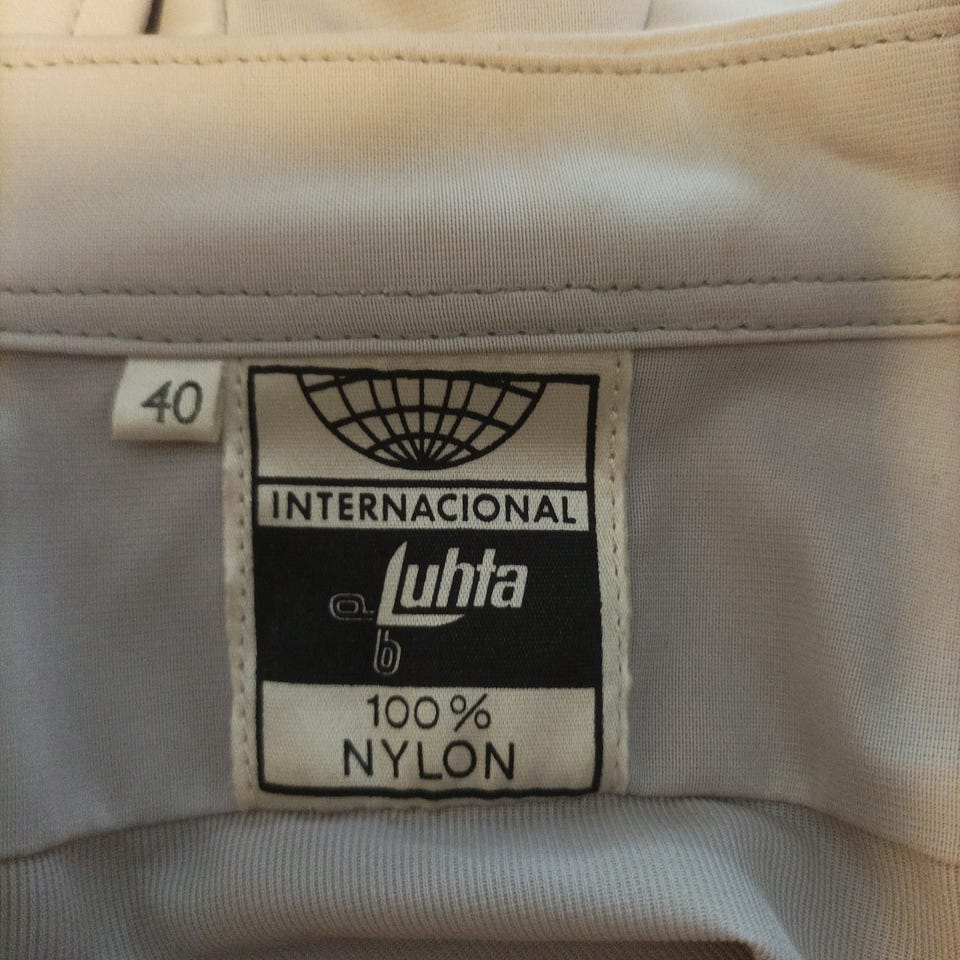 40
INTERNACIONAL
Luhta
100%
NYLON